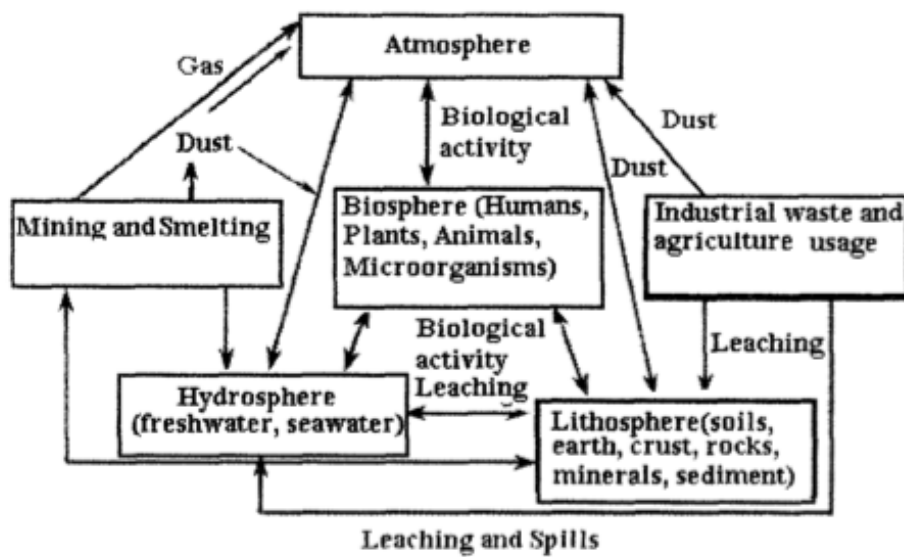 Atmosphere
Gas
Dust
Biological
activity
Dust
Dust
Mining and Smelting
Biosphere (Humans,
Plants, Animals,
Microorganisms)
Industrial waste and
agriculture usage
Biological
activity
Leaching
Leaching
Hydrosphere
(freshwater, seawater)
Lithosphere(soils,
earth, crust, rocks,
minerals, sediment)
Leaching and Spills